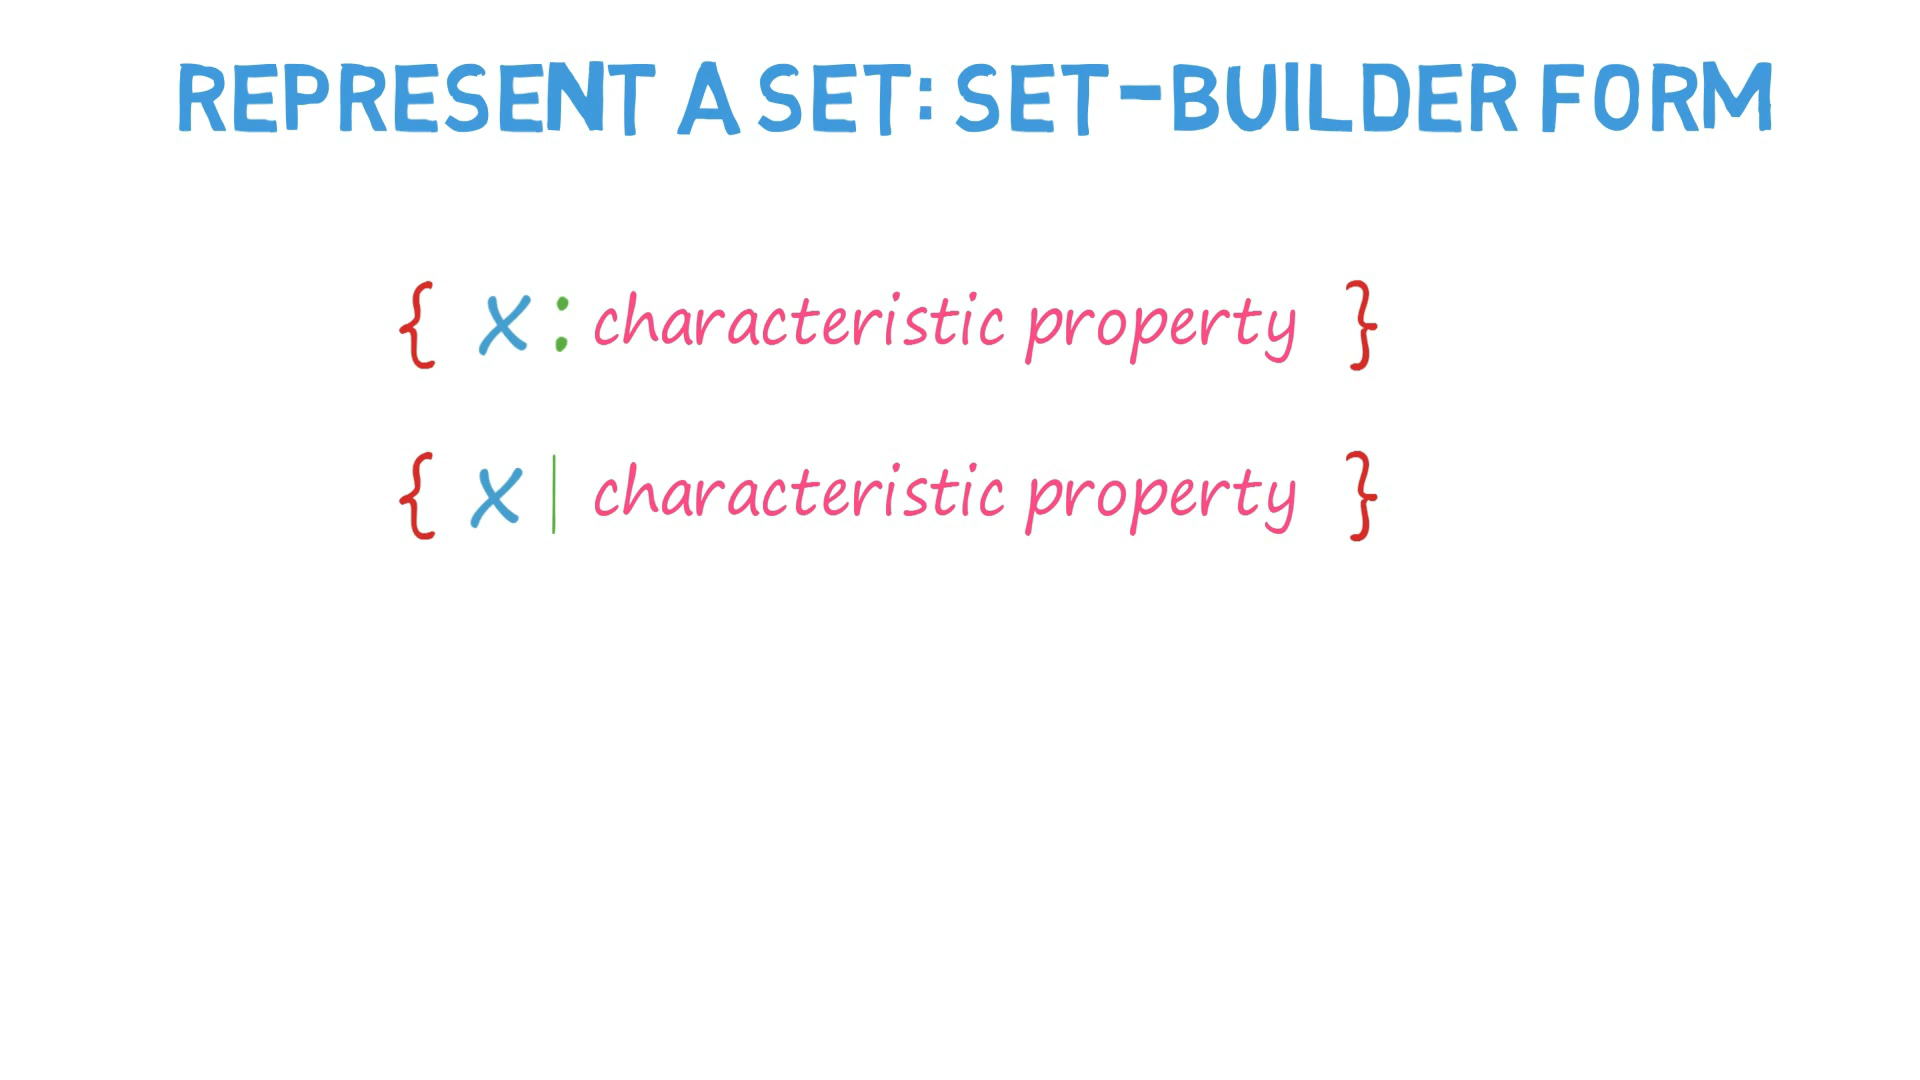 REPRESENT A SET: SET-BUILDER FORM
{ x : characteristic property }
{ x | characteristic property }